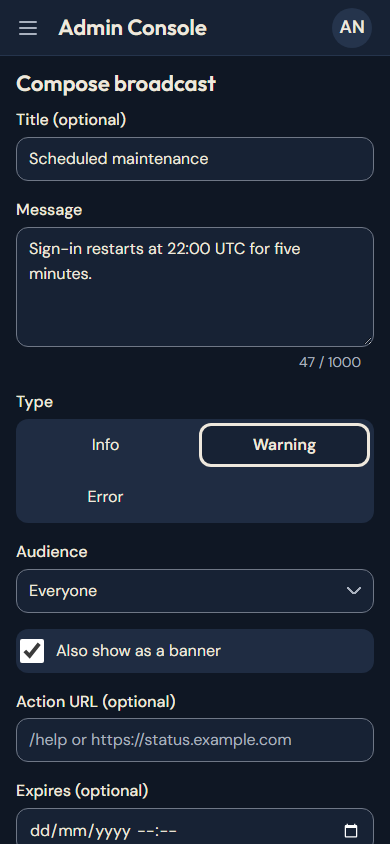 Admin Console
AN
Compose broadcast
Title (optional)
Scheduled maintenance
Message
Sign-in restarts at 22:00 UTC for five
minutes.
47 / 1000
Type
Info
Warning
Error
Audience
Everyone
Also show as a banner
Action URL (optional)
/help or https://status.example.com
Expires (optional)
dd/mm/yyyy --:--